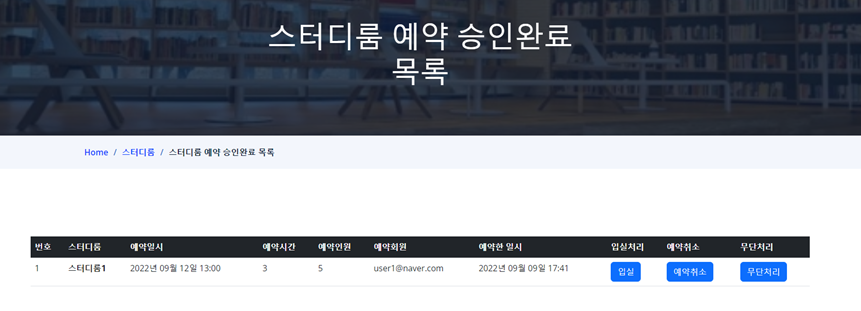 스터디룸 예약 승인완료
목록
Home / 스터디룸 / 스터디룸 예약 승인완료 목록
번호 스터디룸 예약일시 예약시간 예약인원 예약회원 예약한 일시 입실처리 예약취소 무단처리
1 스터디룸1 2022년 09월 12일 13:00 3 5 user1@naver.com 2022년 09월 09일 17:41 입실 예약취소 무단처리